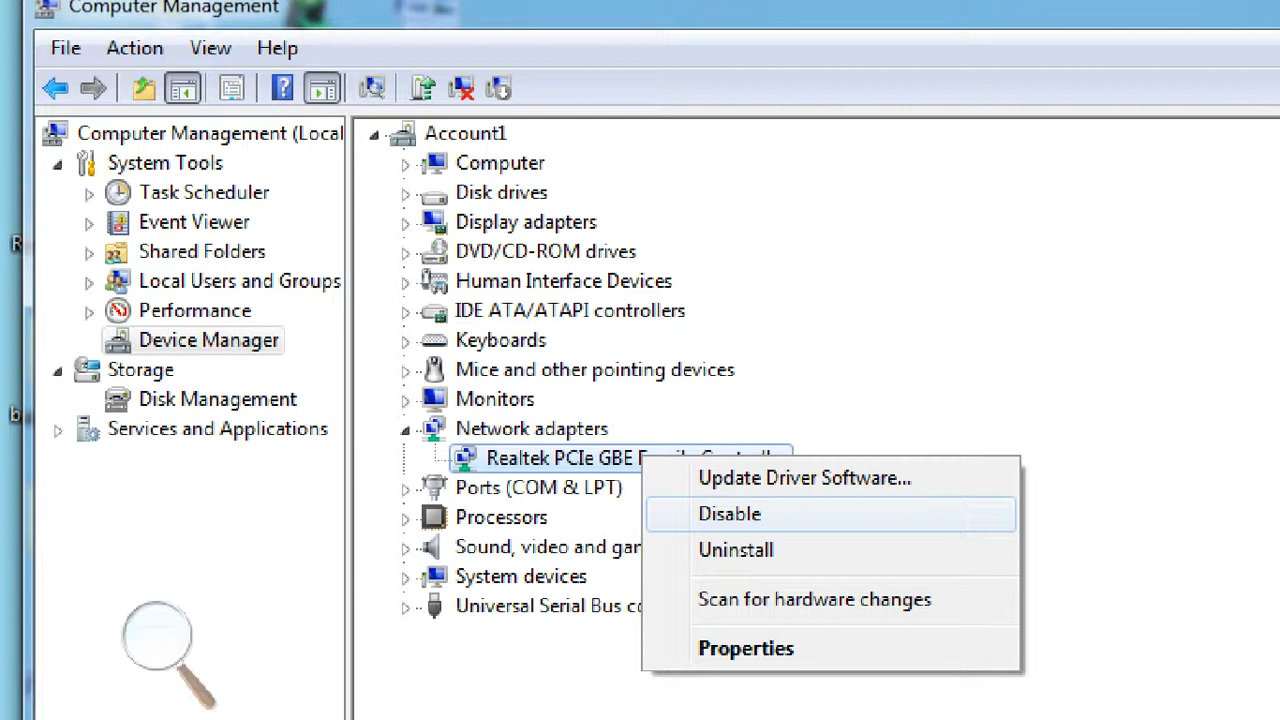 Computer Management
File Action View Help
Computer Management (Local
System Tools
Task Scheduler
Event Viewer
Shared Folders
Local Users and Groups
Performance
Device Manager
Storage
Disk Management
Services and Applications
Account1
Computer
Disk drives
Display adapters
DVD/CD-ROM drives
Human Interface Devices
IDE ATA/ATAPI controllers
Keyboards
Mice and other pointing devices
Monitors
Network adapters
Realtek PCIe GBE
Ports (COM & LPT)
Processors
Sound, video and gar
System devices
Universal Serial Bus co
Update Driver Software...
Disable
Uninstall
Scan for hardware changes
Properties